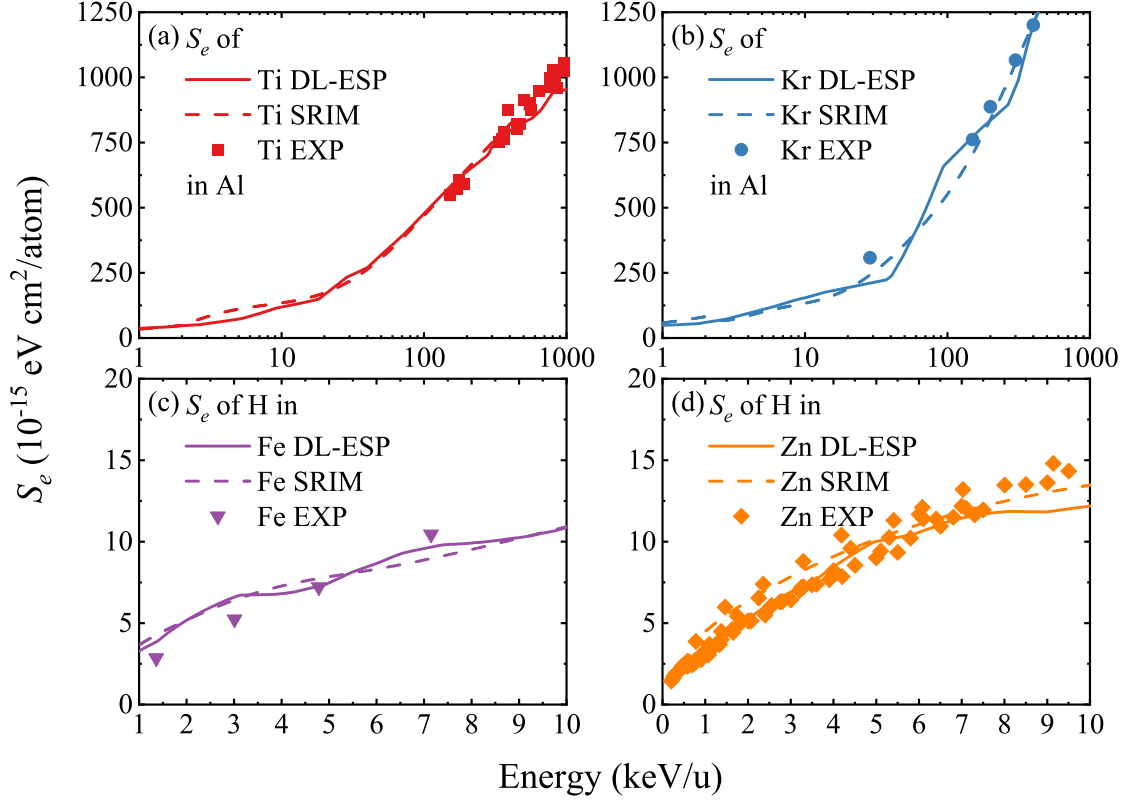 (a) Sₑ of
Ti DL-ESP
Ti SRIM
Ti EXP
in Al
0
250
500
750
1000
1250
1
10
100
1000
(b) Sₑ of
Kr DL-ESP
Kr SRIM
Kr EXP
in Al
0
250
500
750
1000
1250
1
10
100
1000
(c) Sₑ of H in
Fe DL-ESP
Fe SRIM
Fe EXP
0
5
10
15
20
1 2 3 4 5 6 7 8 9 10
(d) Sₑ of H in
Zn DL-ESP
Zn SRIM
Zn EXP
0
5
10
15
20
0 1 2 3 4 5 6 7 8 9 10
Sₑ (10⁻¹⁵ eV cm²/atom)
Energy (keV/u)